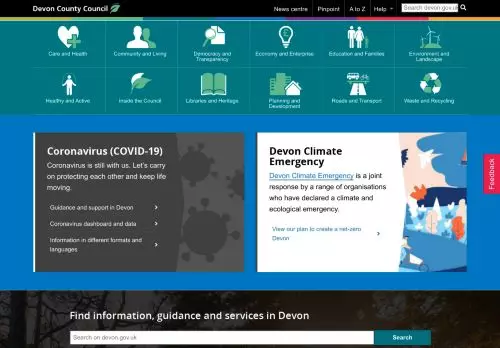 Devon County Council
News centre
Pinpoint
A to Z
Help
Search devon.gov.uk
Care and Health
Community and Living
Democracy and
Transparency
Economy and Enterprise
Education and Families
Environment and
Landscape
Healthy and Active
Inside the Council
Libraries and Heritage
Planning and
Development
Roads and Transport
Waste and Recycling
Coronavirus (COVID-19)
Coronavirus is still with us. Let's carry
on protecting each other and keep life
moving.
Guidance and support in Devon
Coronavirus dashboard and data
Information in different formats and
languages
Devon Climate
Emergency
Devon Climate Emergency is a joint
response by a range of organisations
who have declared a climate and
ecological emergency.
View our plan to create a net-zero
Devon
Feedback
Find information, guidance and services in Devon
Search on devon.gov.uk
Search